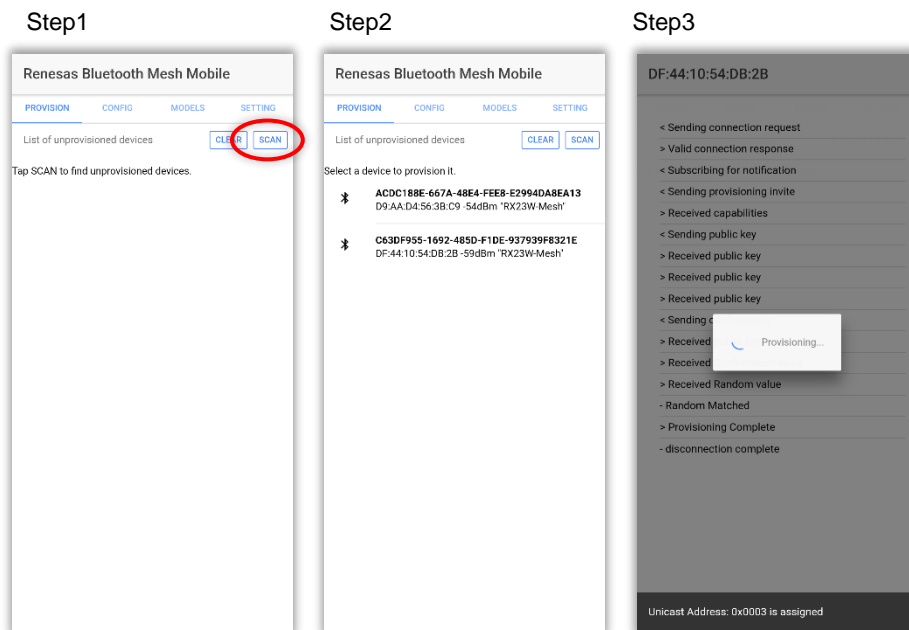 Step1
Renesas Bluetooth Mesh Mobile
PROVISION CONFIG MODELS SETTING
List of unprovisioned devices CLEAR SCAN
Tap SCAN to find unprovisioned devices.
Step2
Renesas Bluetooth Mesh Mobile
PROVISION CONFIG MODELS SETTING
List of unprovisioned devices CLEAR SCAN
Select a device to provision it.
ACDC188E-667A-48E4-FEE8-E2994DA8EA13
D9:AA:D4:56:3B:C9 -54dBm "RX23W-Mesh"
C63DF955-1692-485D-F1DE-937939F8321E
DF:44:10:54:DB:2B -59dBm "RX23W-Mesh"
Step3
DF:44:10:54:DB:2B
< Sending connection request
> Valid connection response
< Subscribing for notification
< Sending provisioning invite
> Received capabilities
< Sending public key
> Received public key
> Received public key
> Received public key
< Sending
> Received
Provisioning...
> Received
> Received Random value
- Random Matched
> Provisioning Complete
- disconnection complete
Unicast Address: 0x0003 is assigned